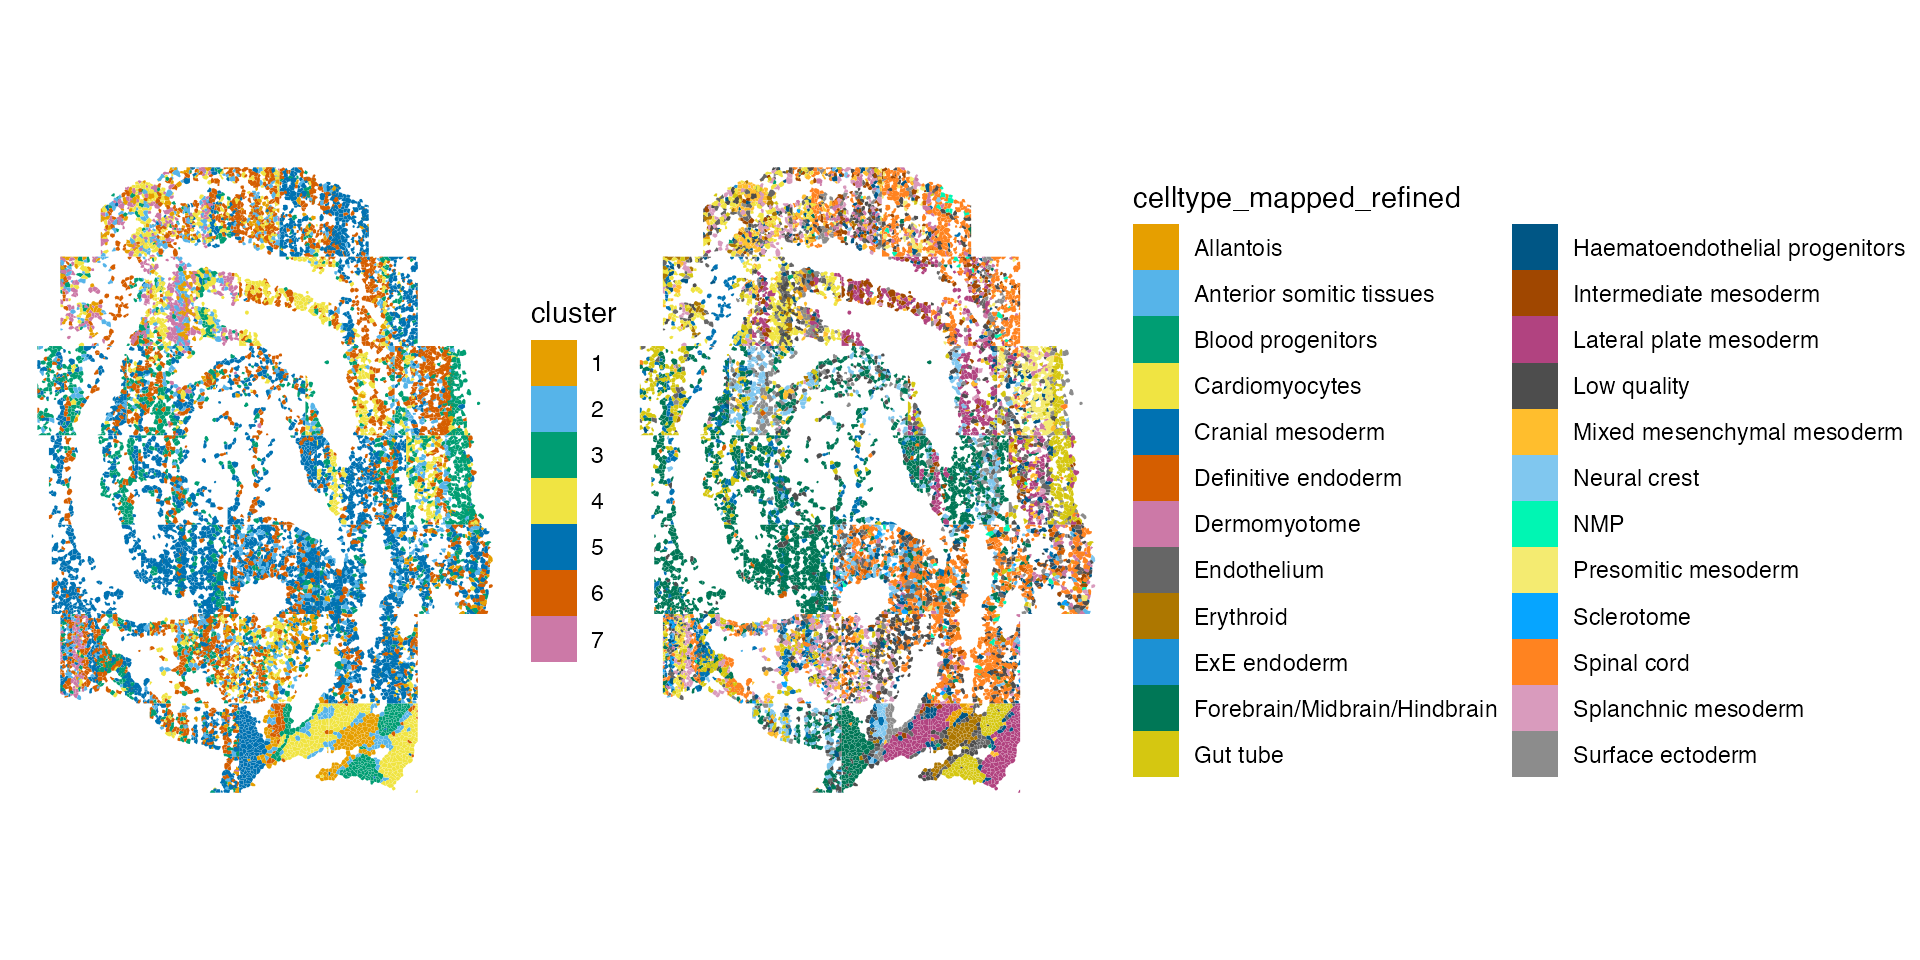 cluster
1
2
3
4
5
6
7
celltype_mapped_refined
Allantois
Anterior somitic tissues
Blood progenitors
Cardiomyocytes
Cranial mesoderm
Definitive endoderm
Dermomyotome
Endothelium
Erythroid
ExE endoderm
Forebrain/Midbrain/Hindbrain
Gut tube
Haematoendothelial progenitors
Intermediate mesoderm
Lateral plate mesoderm
Low quality
Mixed mesenchymal mesoderm
Neural crest
NMP
Presomitic mesoderm
Sclerotome
Spinal cord
Splanchnic mesoderm
Surface ectoderm